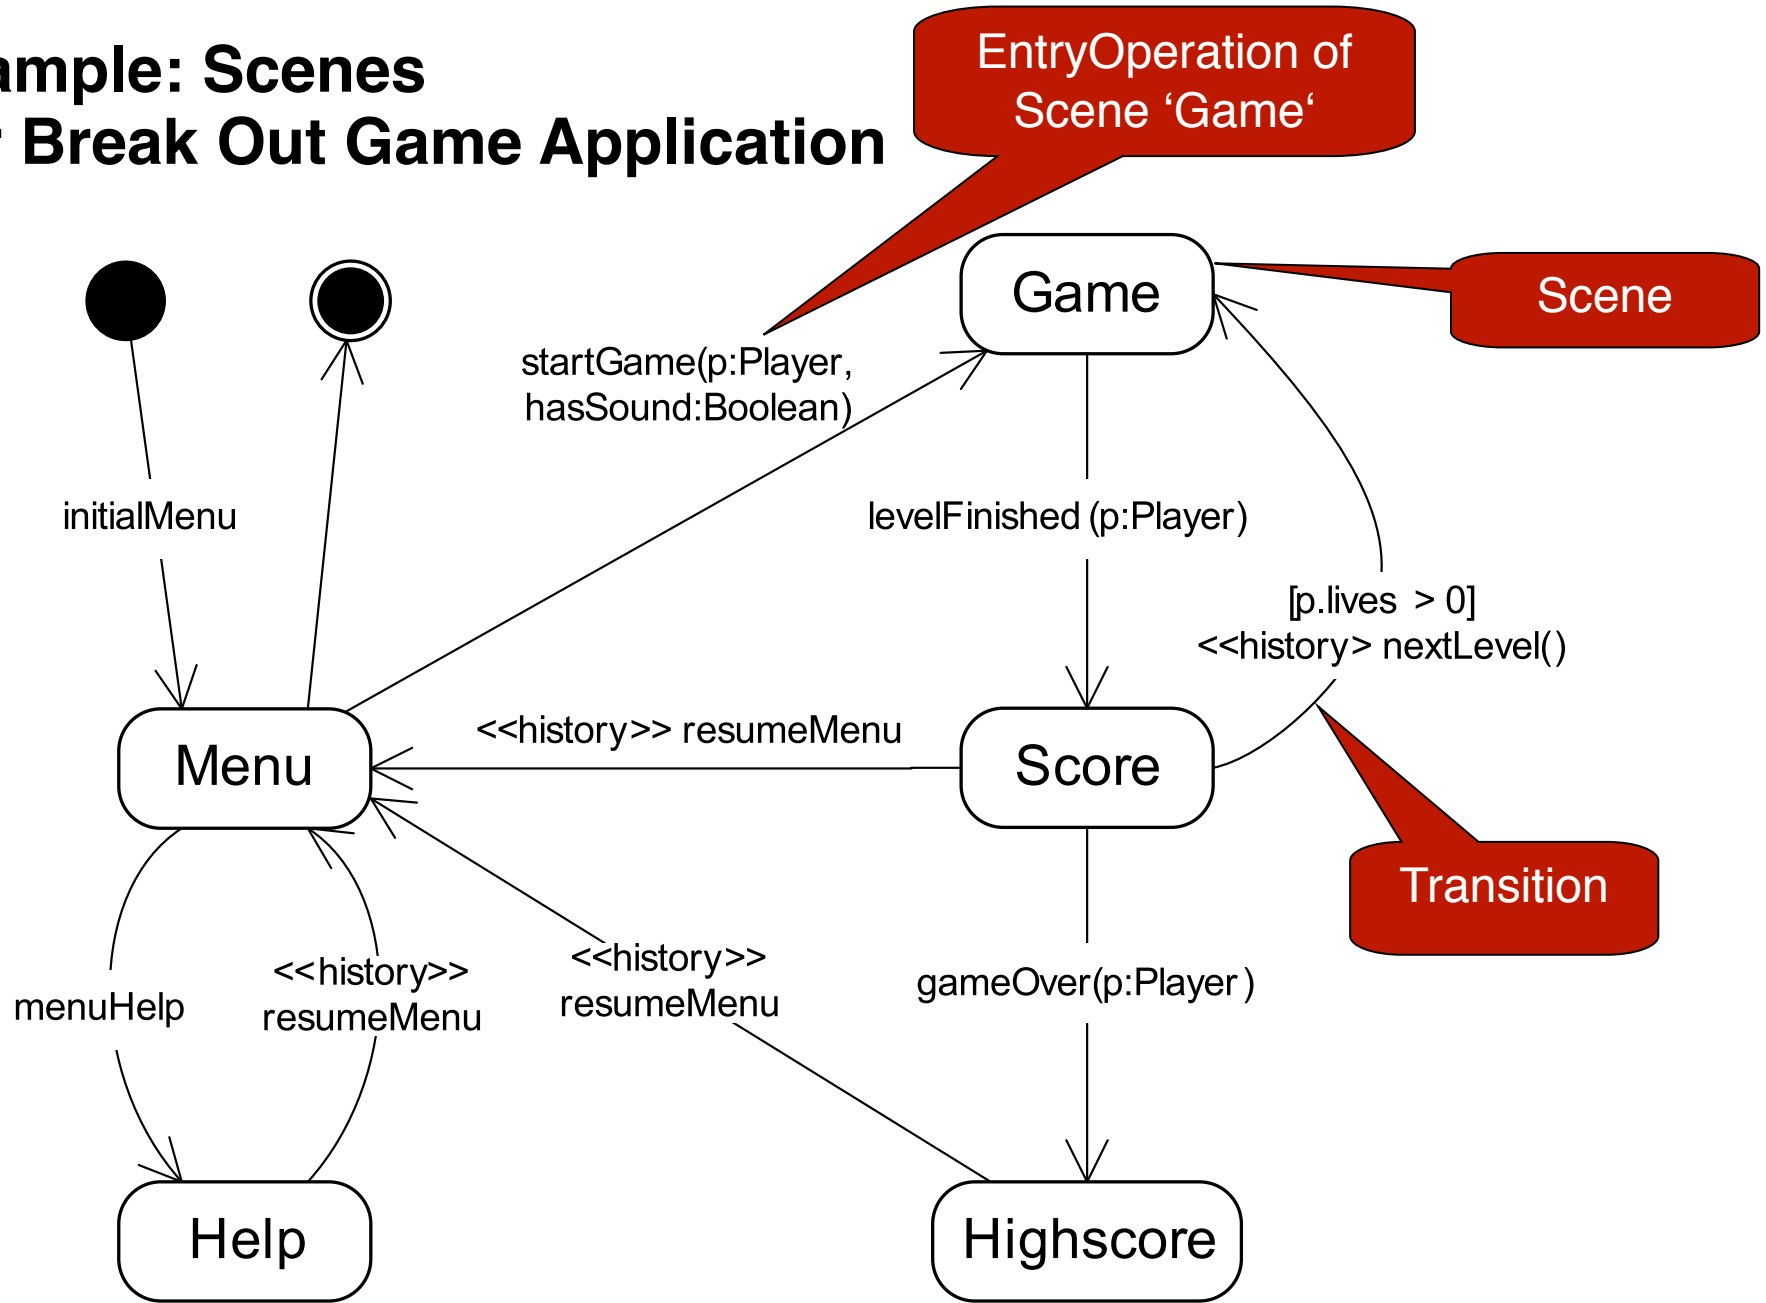 ample: Scenes
Break Out Game Application
EntryOperation of
Scene ‘Game‘
Game
Scene
startGame(p:Player,
hasSound:Boolean)
initialMenu
levelFinished (p:Player)
[p.lives > 0]
<<history> nextLevel()
<<history>> resumeMenu
Menu
Score
Transition
<<history>>
resumeMenu
<<history>>
resumeMenu
menuHelp
gameOver(p:Player)
Help
Highscore